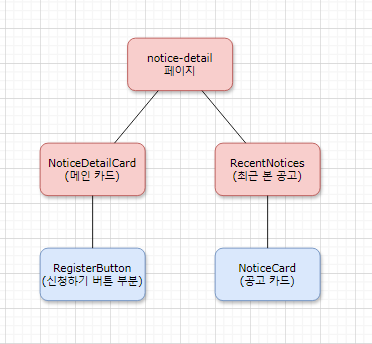 notice-detail
페이지
NoticeDetailCard
(메인 카드)
RecentNotices
(최근 본 공고)
RegisterButton
(신청하기 버튼 부분)
NoticeCard
(공고 카드)